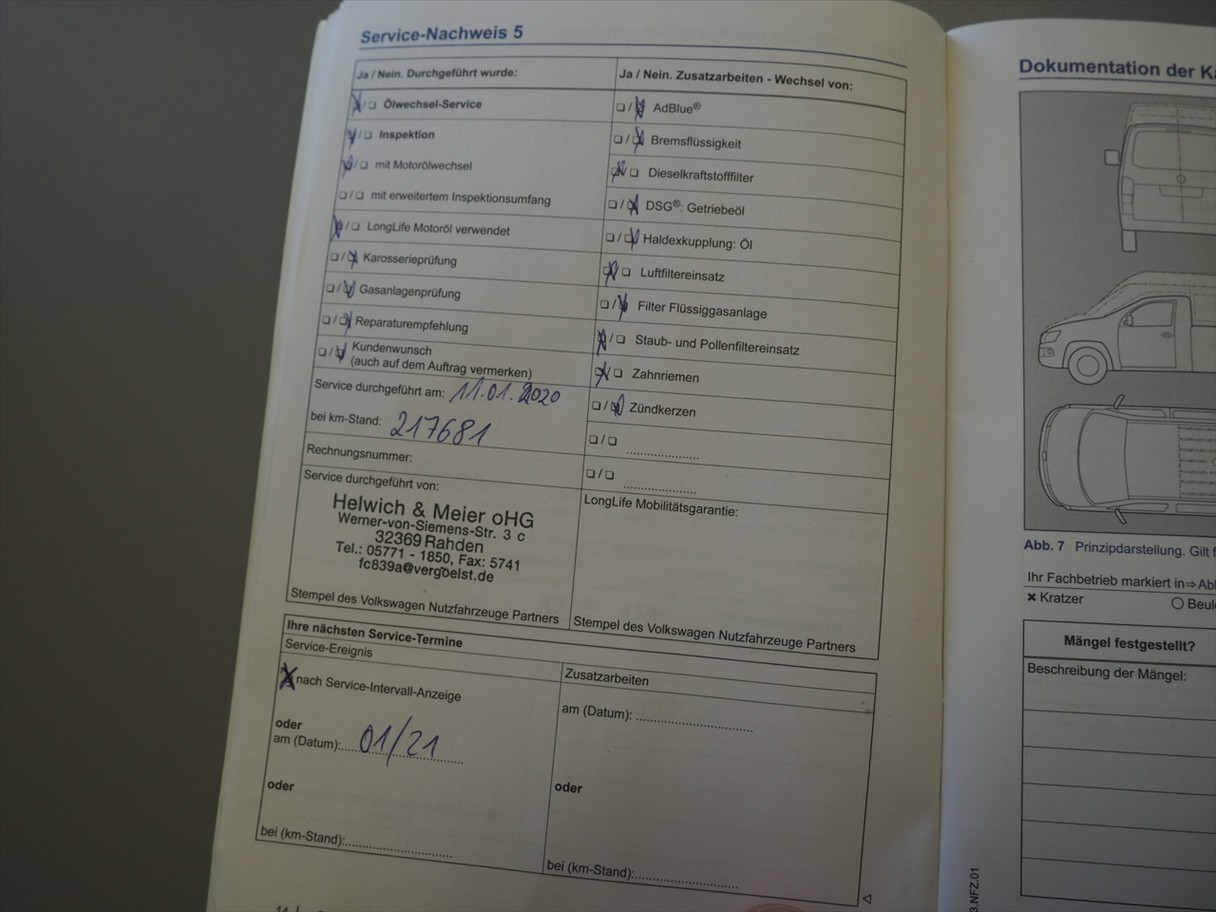 Service-Nachweis 5
Ja / Nein. Durchgeführt wurde:
Ölwechsel-Service
Inspektion
mit Motorölwechsel
mit erweitertem Inspektionsumfang
LongLife Motoröl verwendet
Karosserieprüfung
Gasanlagenprüfung
Reparaturempfehlung
Kundenwunsch
(auch auf dem Auftrag vermerken)
Service durchgeführt am: 11.01.2020
bei km-Stand: 217681
Rechnungsnummer:
Service durchgeführt von:
Helwich & Meier oHG
Werner-von-Siemens-Str. 3 c
32369 Rahden
Tel.: 05771 - 1850, Fax: 5741
fc839a@vergoelst.de
Stempel des Volkswagen Nutzfahrzeuge Partners
Ja / Nein. Zusatzarbeiten - Wechsel von:
AdBlue®
Bremsflüssigkeit
Dieselkraftstofffilter
DSG®: Getriebeöl
Haldexkupplung: Öl
Luftfiltereinsatz
Filter Flüssiggasanlage
Staub- und Pollenfiltereinsatz
Zahnriemen
Zündkerzen
LongLife Mobilitätsgarantie:
Stempel des Volkswagen Nutzfahrzeuge Partners
Ihre nächsten Service-Termine
Service-Ereignis
nach Service-Intervall-Anzeige
oder
am (Datum): 01/21
oder
bei (km-Stand):
Zusatzarbeiten
am (Datum):
oder
bei (km-Stand):
Dokumentation der
Abb. 7 Prinzipdarstellung. Gilt
Ihr Fachbetrieb markiert in ⇒
Kratzer
Mängel festgestellt?
Beschreibung der Mängel: